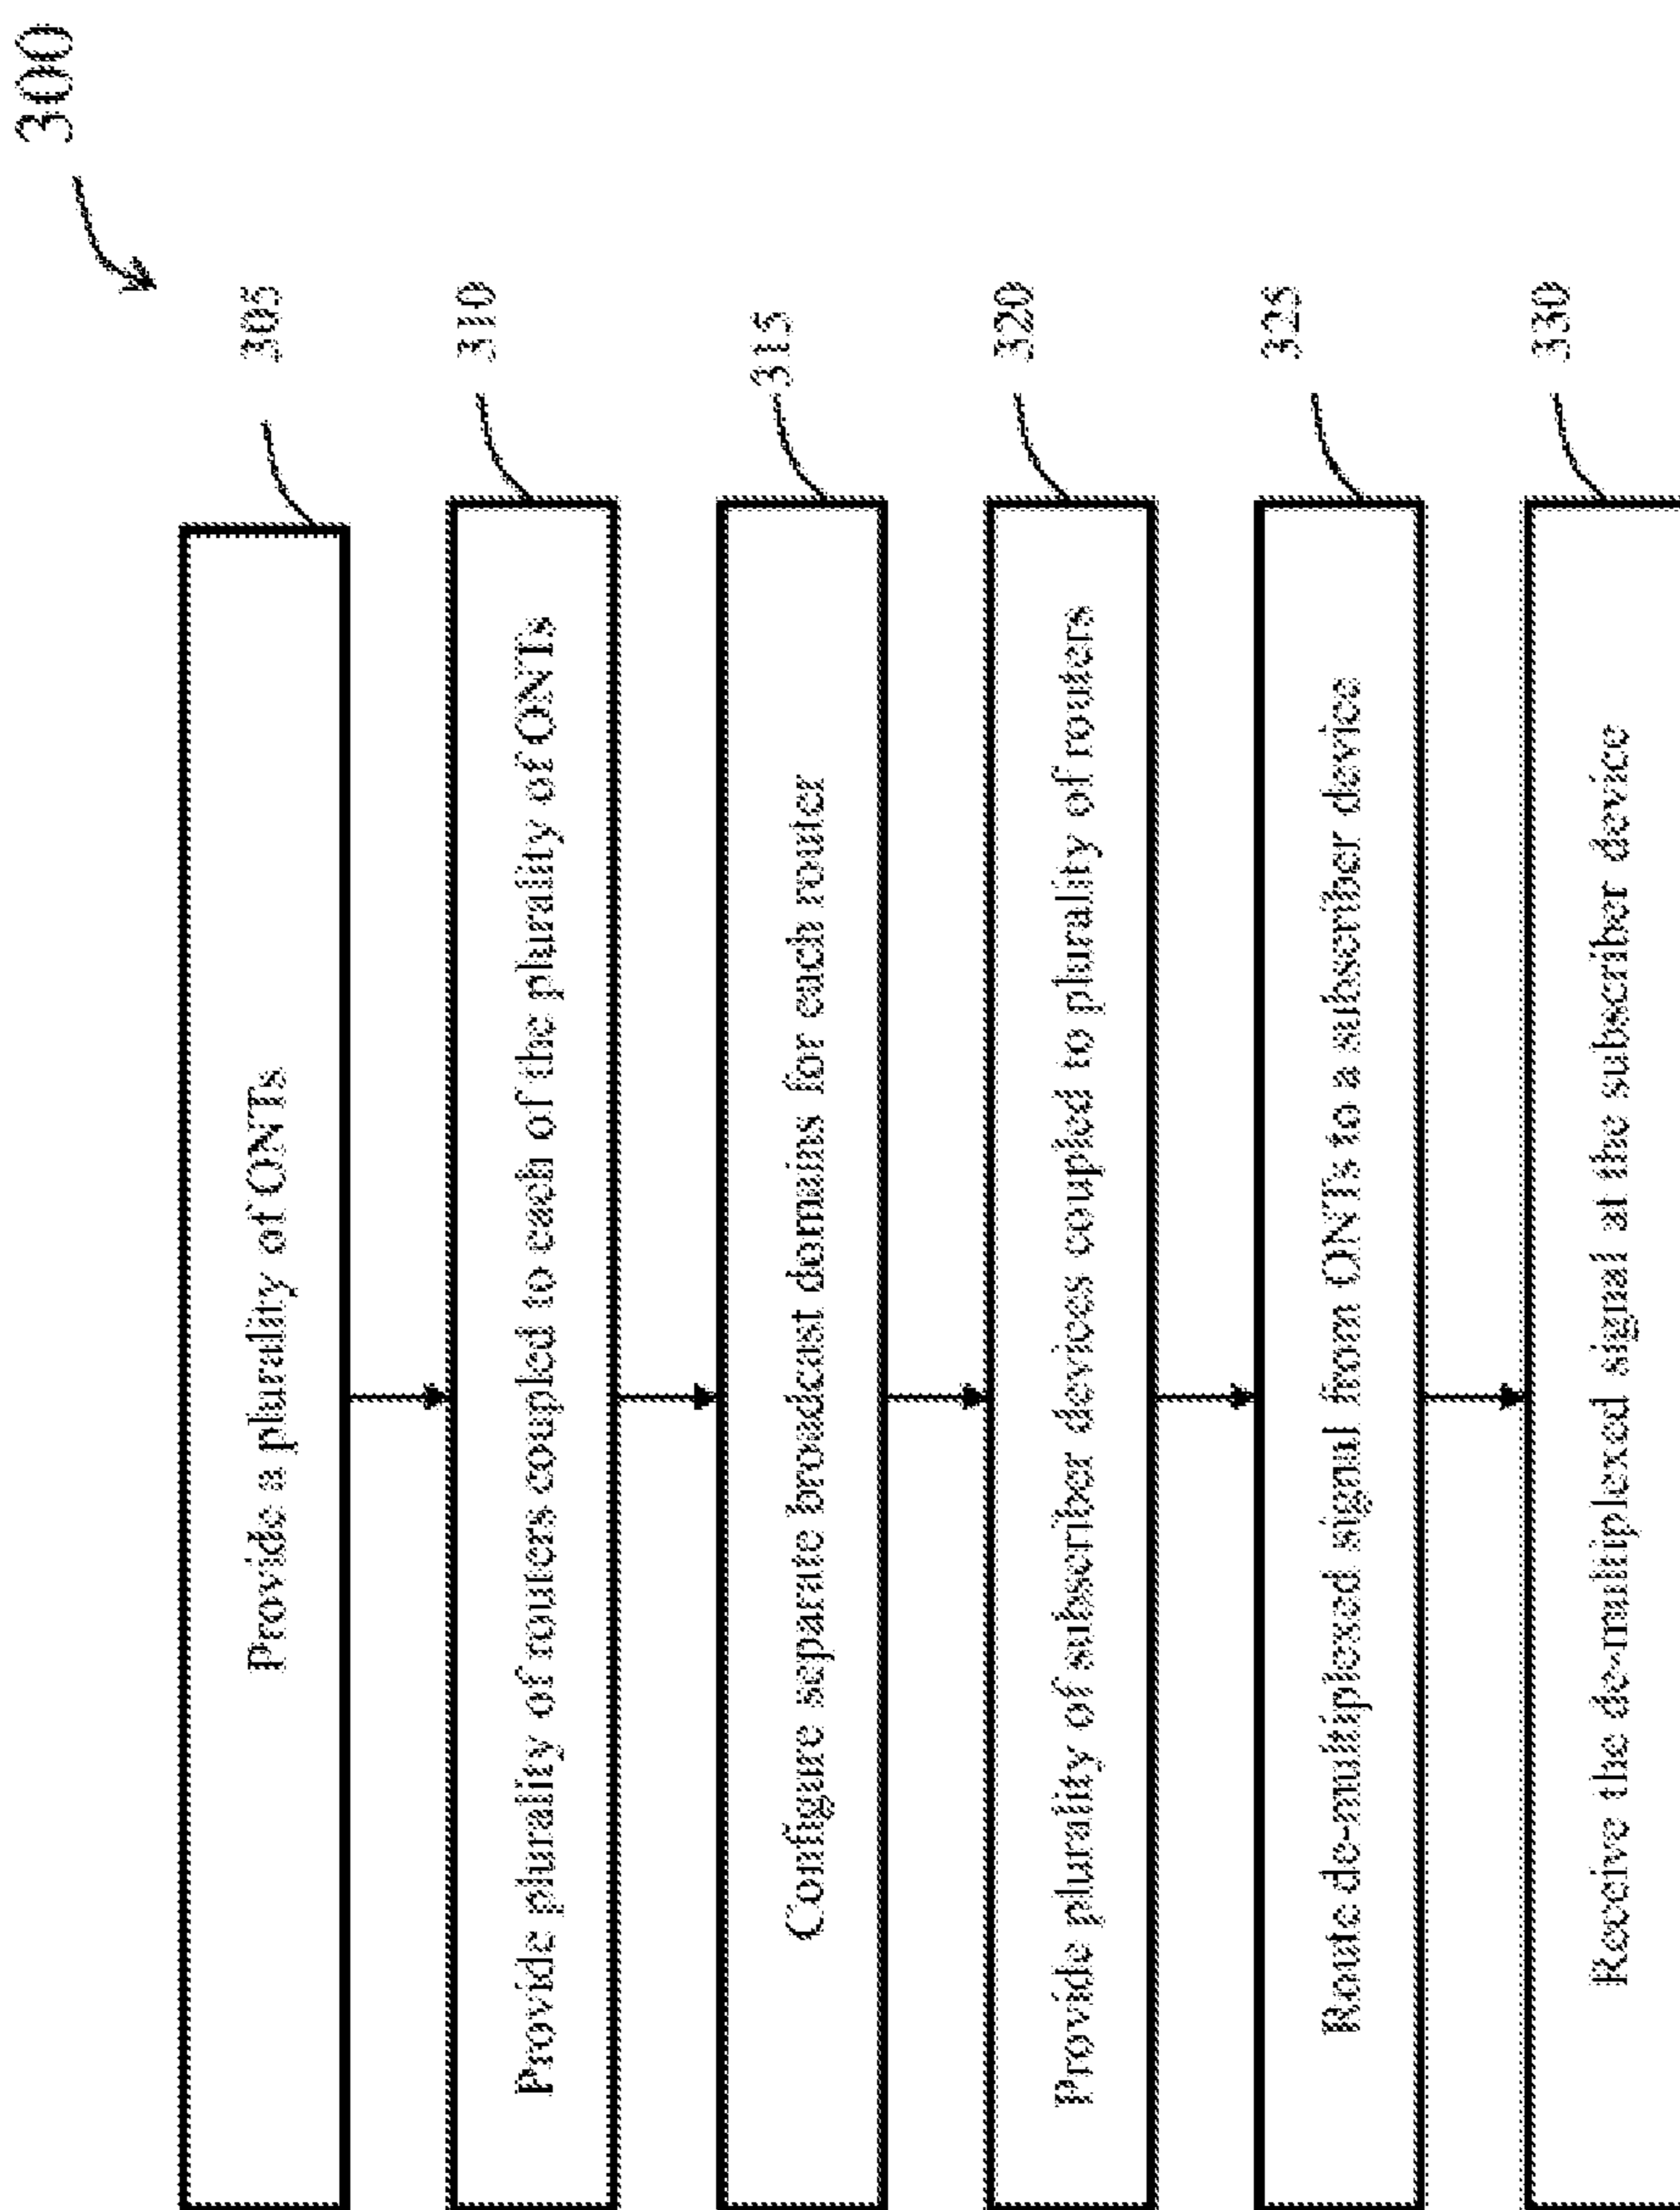 300
305
Provide a plurality of ONTs
310
Provide plurality of routers coupled to each of the plurality of ONTs
315
Configure separate broadcast domains for each router
320
Provide plurality of subscriber devices coupled to plurality of routers
325
Route de-multiplexed signal from ONTs to a subscriber device
330
Receive the de-multiplexed signal at the subscriber device